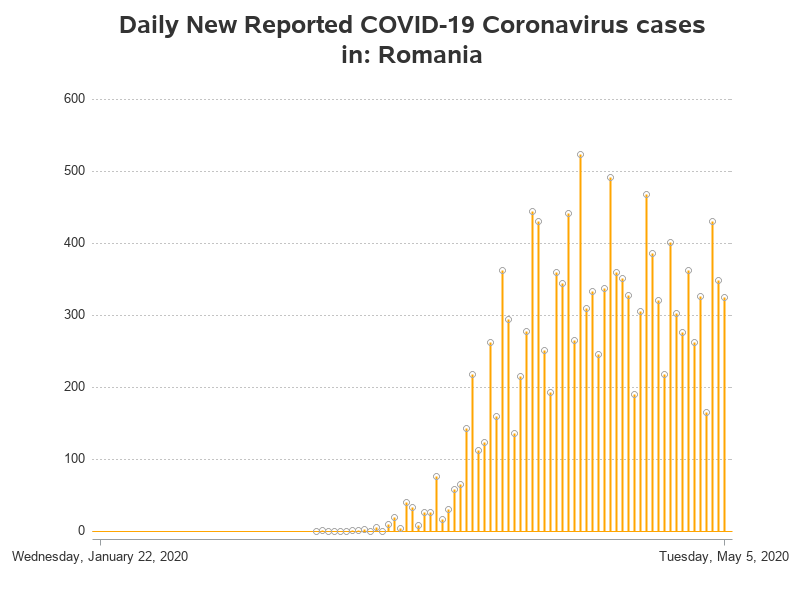 Daily New Reported COVID-19 Coronavirus cases
in: Romania
600
500
400
300
200
100
0
Wednesday, January 22, 2020
Tuesday, May 5, 2020